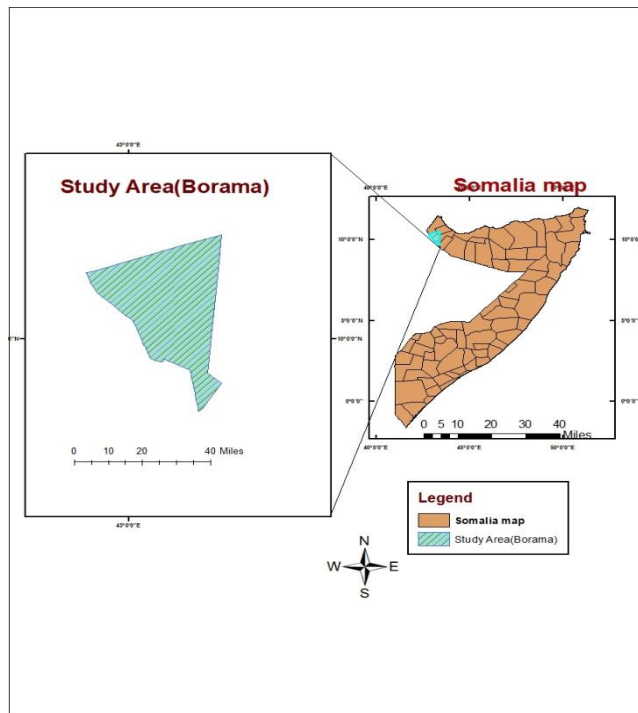 43°0'0"E
Study Area(Borama)
10°0'0"N
0 10 20 40 Miles
43°0'0"E
Somalia map
40°0'0"E
10°0'0"N
10°0'0"N
5°0'0"N
5°0'0"N
0°0'0"
0°0'0"
0 5 10 20 30 40
Miles
40°0'0"E 45°0'0"E 50°0'0"E
Legend
Somalia map
Study Area(Borama)
N
W E
S